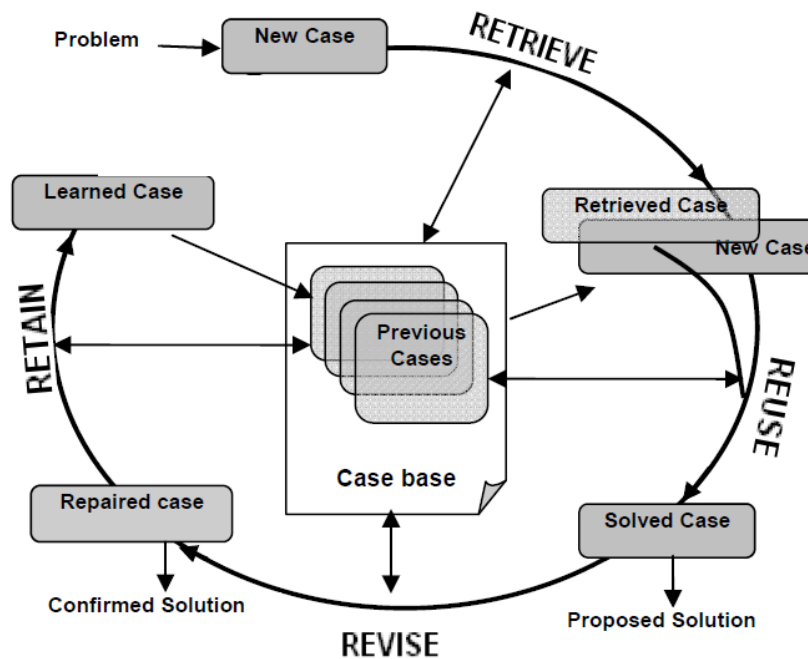 Problem
New Case
RETRIEVE
Learned Case
Retrieved Case
New Case
Previous
Cases
RETAIN
REUSE
Case base
Repaired case
Solved Case
Confirmed Solution
Proposed Solution
REVISE